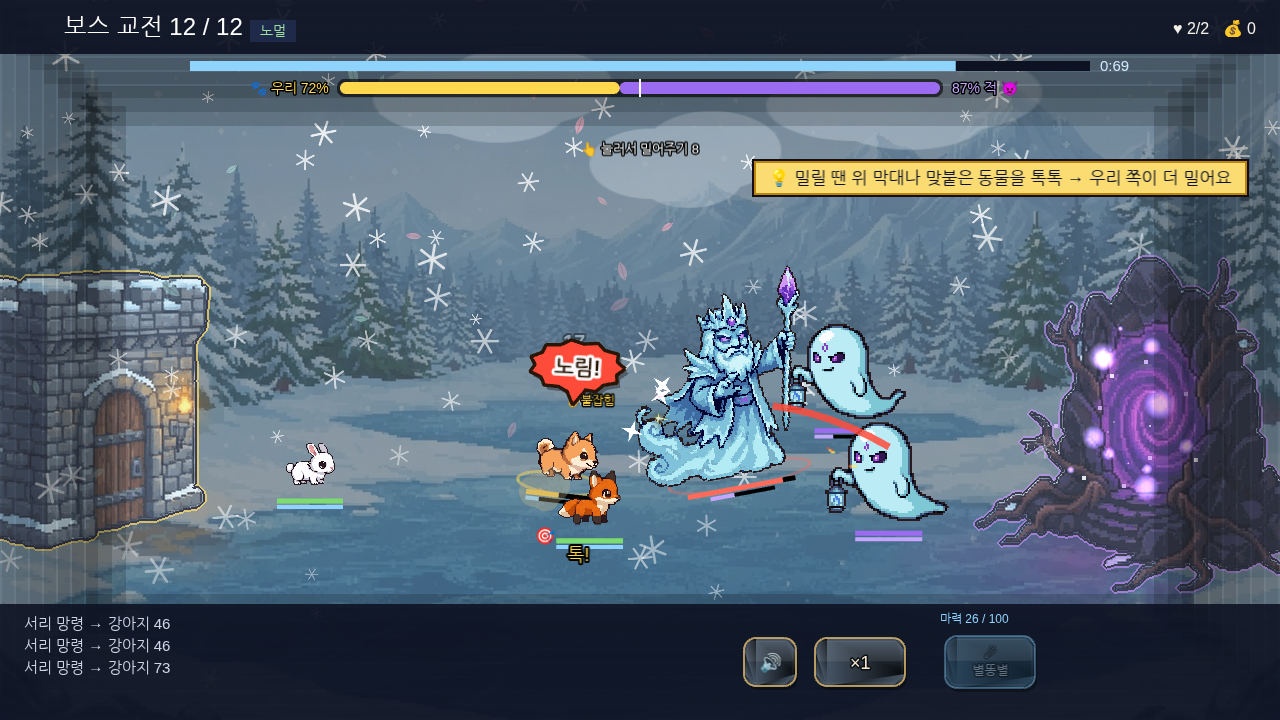 보스 교전 12 / 12
노멀
♥ 2/2 💰 0
0:69
🐾 우리 72%
87% 적 😈
👆 눌러서 밀어주기 8
💡 밀릴 땐 위 막대나 맞붙은 동물을 톡톡 → 우리 쪽이 더 밀어요
노림!
붙잡힘
🎯
톡!
서리 망령 → 강아지 46
서리 망령 → 강아지 46
서리 망령 → 강아지 73
마력 26 / 100
🔊
×1
별똥별